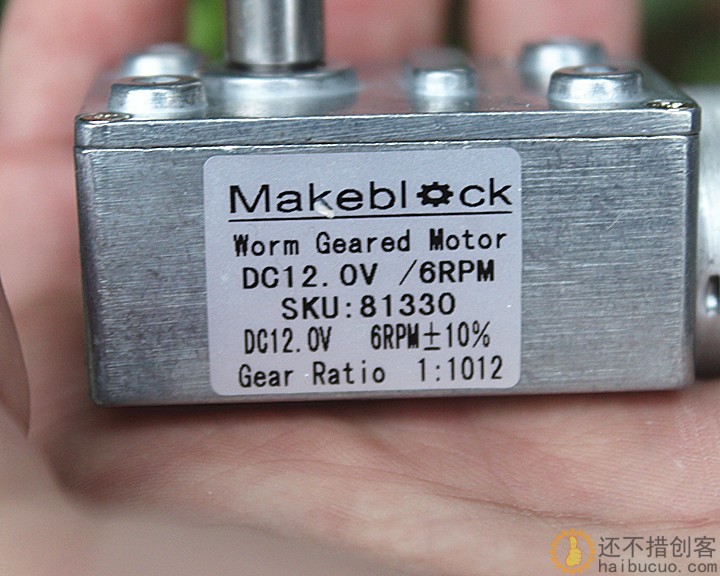 Makeblock
Worm Geared Motor
DC12.0V /6RPM
SKU:81330
DC12.0V 6RPM±10%
Gear Ratio 1:1012
还不措创客
haibucuo.com